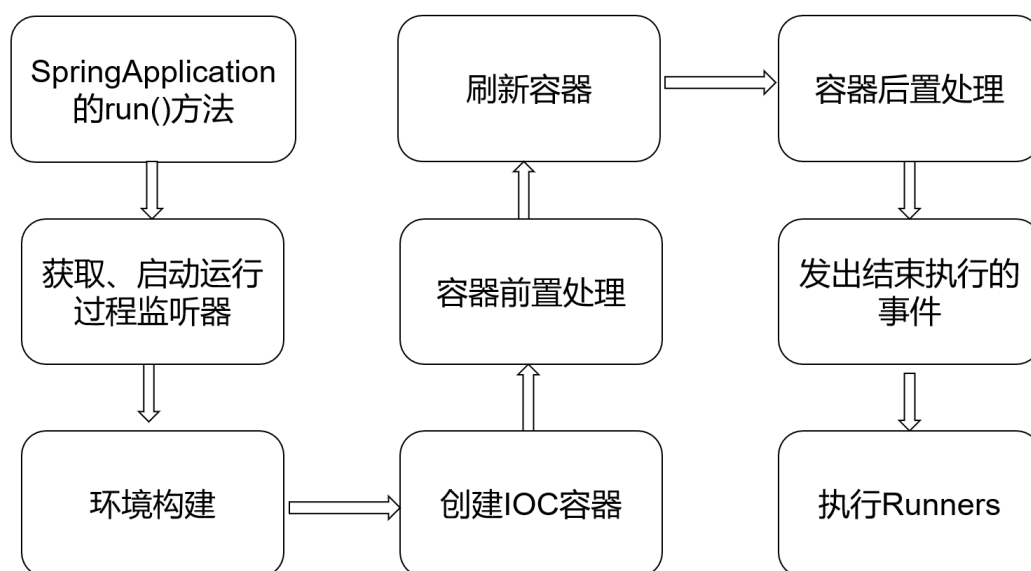 SpringApplication
的run()方法
获取、启动运行
过程监听器
环境构建
创建IOC容器
容器前置处理
刷新容器
容器后置处理
发出结束执行的
事件
执行Runners